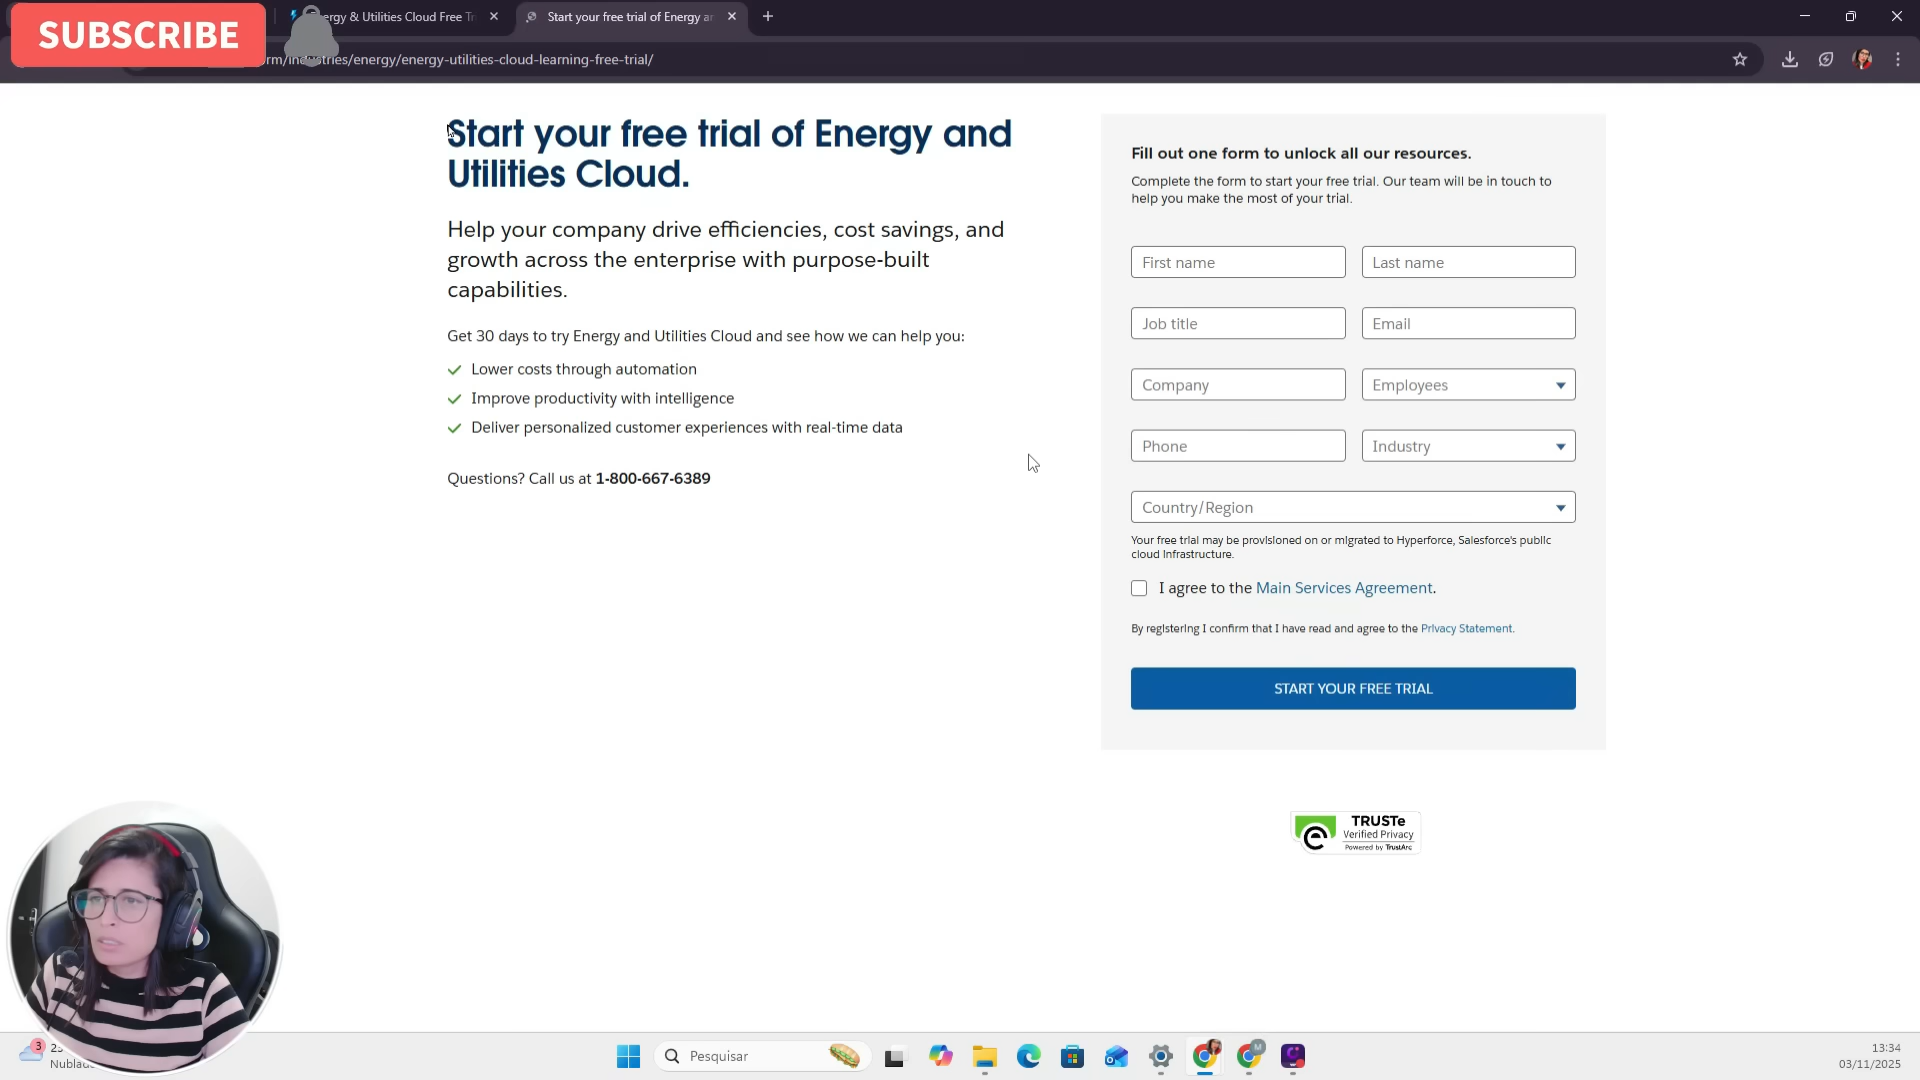 SUBSCRIBE
ergy & Utilities Cloud Free Tr
Start your free trial of Energy an
rm/industries/energy/energy-utilities-cloud-learning-free-trial/
Start your free trial of Energy and
Utilities Cloud.
Help your company drive efficiencies, cost savings, and
growth across the enterprise with purpose-built
capabilities.
Get 30 days to try Energy and Utilities Cloud and see how we can help you:
Lower costs through automation
Improve productivity with intelligence
Deliver personalized customer experiences with real-time data
Questions? Call us at 1-800-667-6389
Fill out one form to unlock all our resources.
Complete the form to start your free trial. Our team will be in touch to
help you make the most of your trial.
First name
Last name
Job title
Email
Company
Employees
Phone
Industry
Country/Region
Your free trial may be provisioned on or migrated to Hyperforce, Salesforce's public
cloud infrastructure.
I agree to the Main Services Agreement.
By registering I confirm that I have read and agree to the Privacy Statement.
START YOUR FREE TRIAL
TRUSTe
Verified Privacy
Powered by TrustArc
3
Pesquisar
M
13:34
03/11/2025